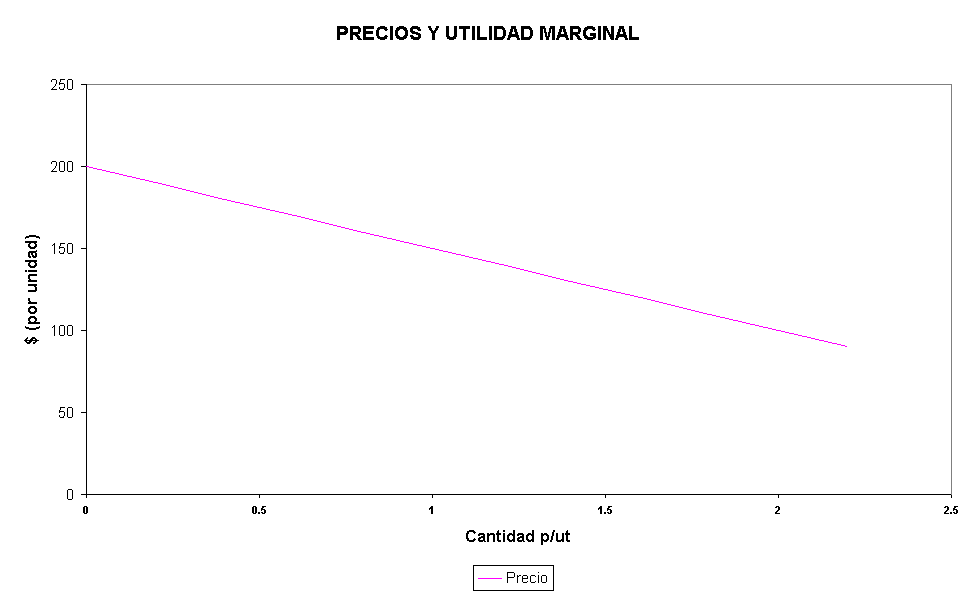 PRECIOS Y UTILIDAD MARGINAL
250
200
150
100
50
0
$ (por unidad)
0 0.5 1 1.5 2 2.5
Cantidad p/ut
Precio